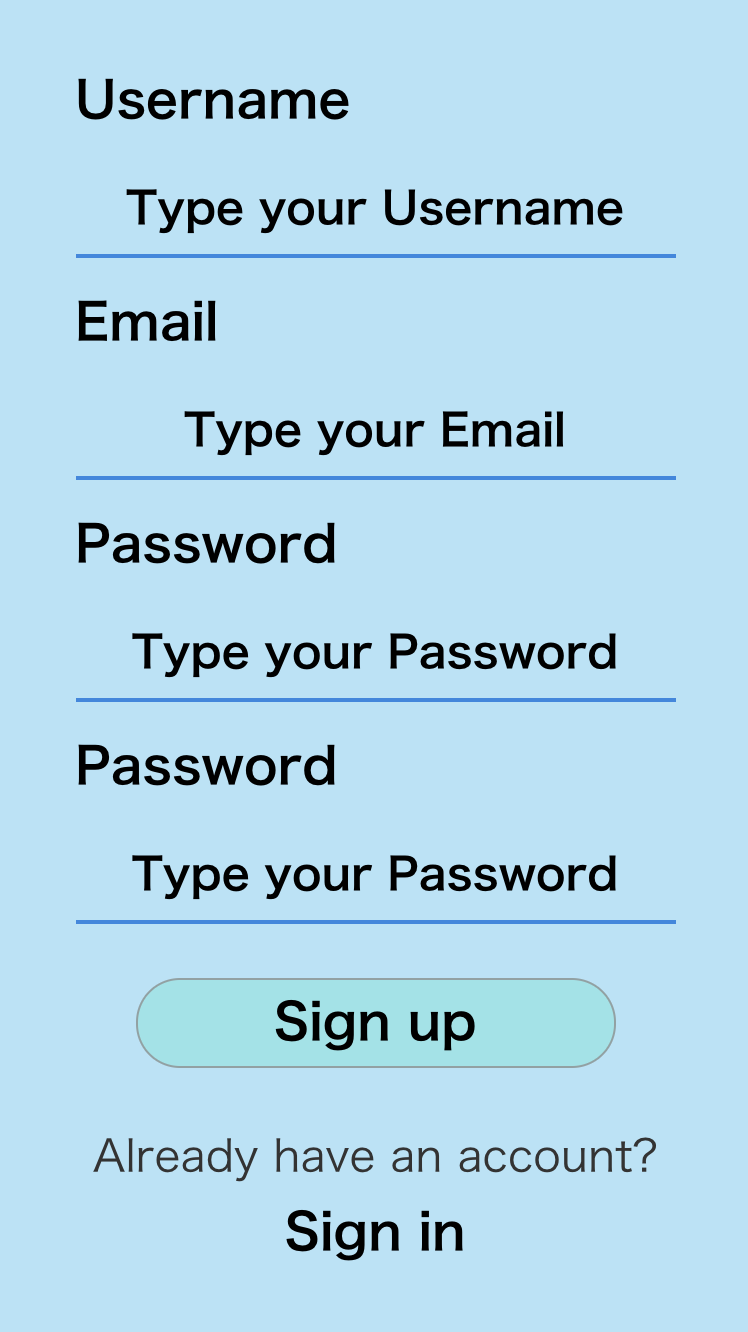 Username
Type your Username
Email
Type your Email
Password
Type your Password
Password
Type your Password
Sign up
Already have an account?
Sign in